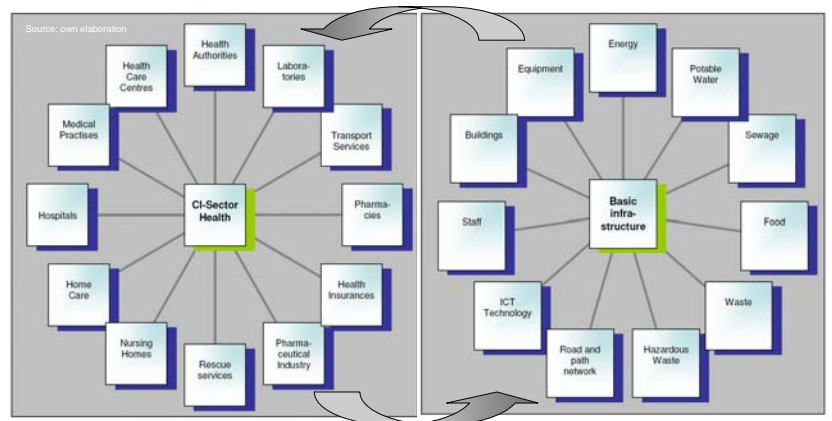 Source: own elaboration
Health
Authorities
Labora-
tories
Transport
Services
Pharma-
cies
Health
Insurances
Pharma-
ceutical
Industry
Rescue
services
Nursing
Homes
Home
Care
Hospitals
Medical
Practises
Health
Care
Centres
CI-Sector
Health
Energy
Potable
Water
Sewage
Food
Waste
Hazardous
Waste
Road and
path
network
ICT
Technology
Staff
Buildings
Equipment
Basic
infra-
structure